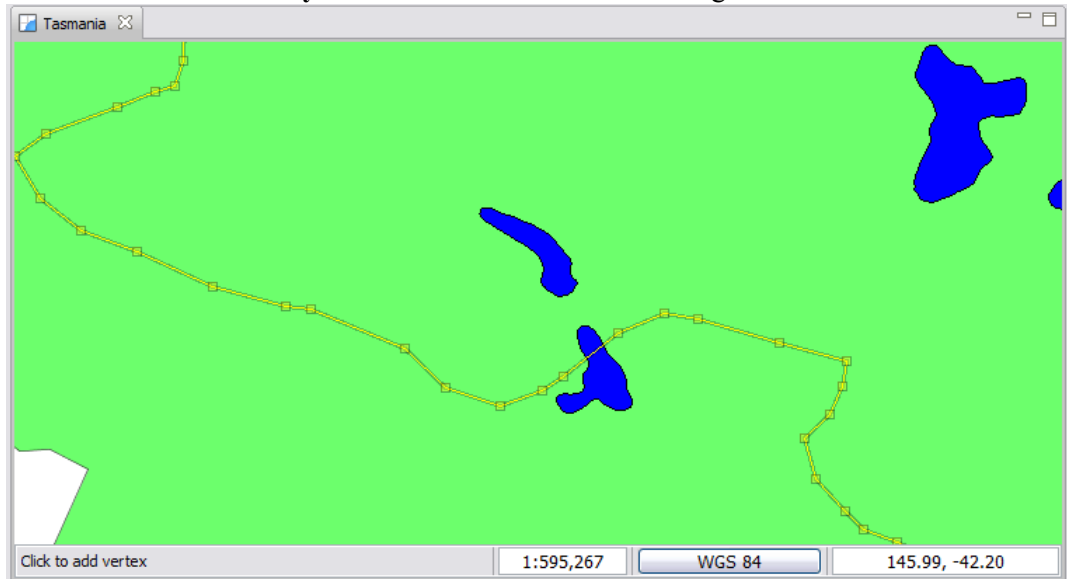 Tasmania
Click to add vertex
1:595,267
WGS 84
145.99, -42.20